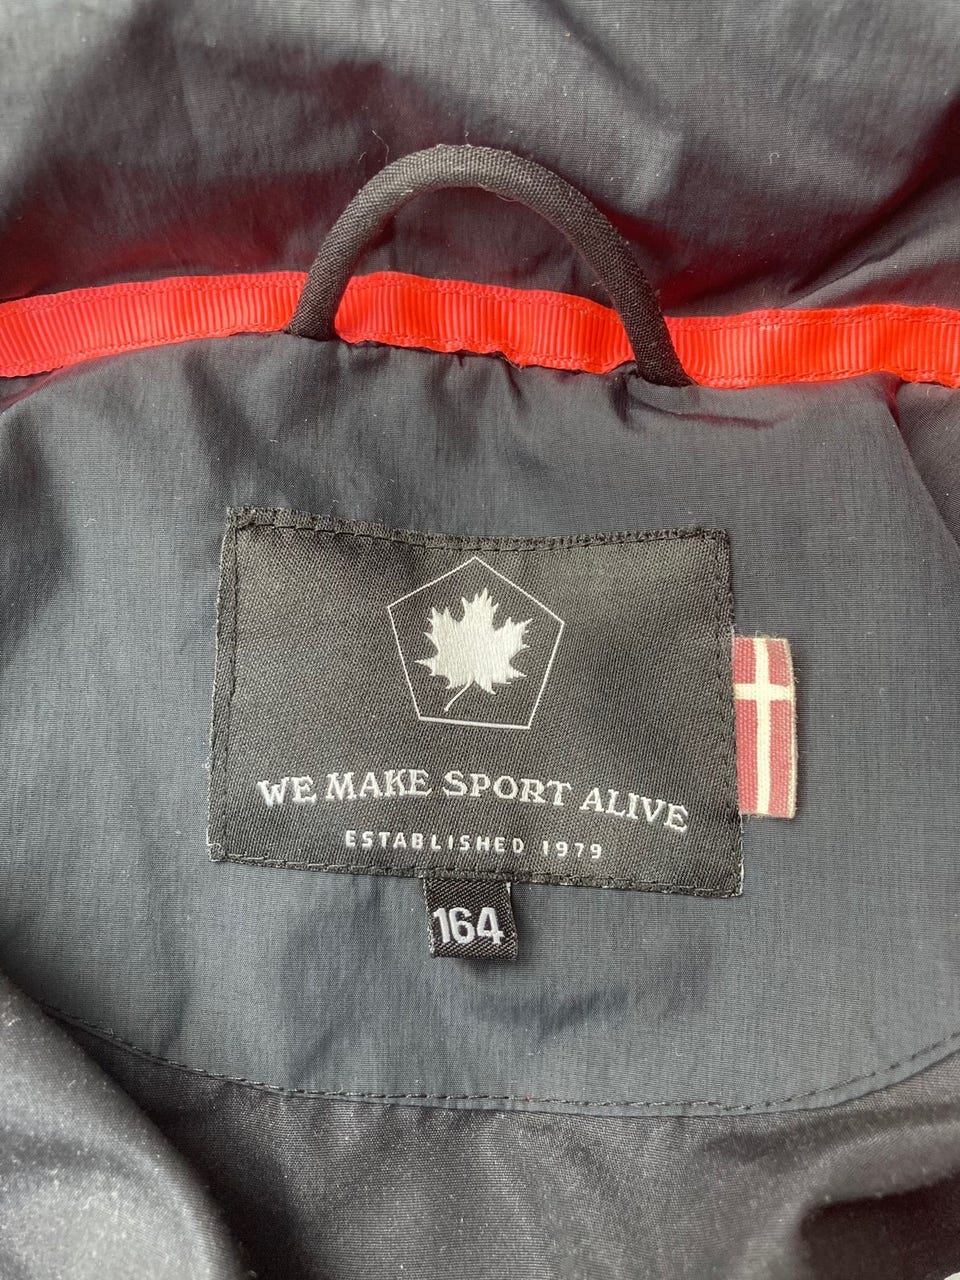 WE MAKE SPORT ALIVE
ESTABLISHED 1979
164